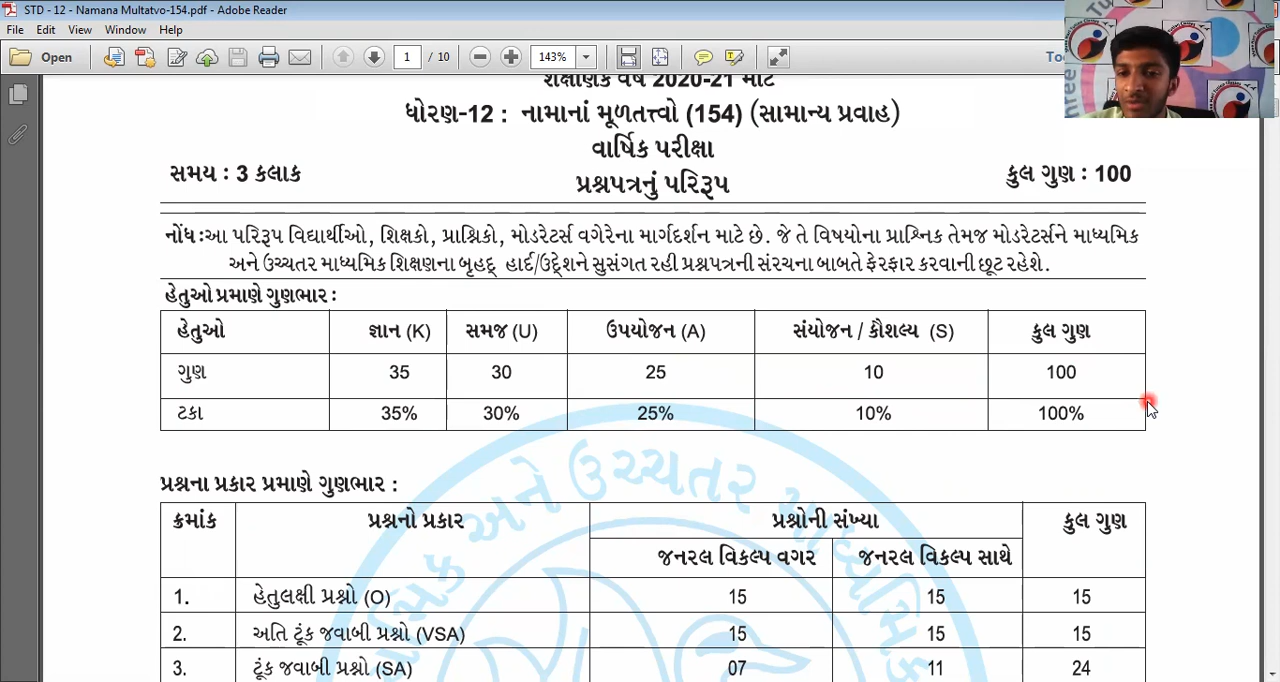 STD - 12 - Namana Multatvo-154.pdf - Adobe Reader
File Edit View Window Help
Open 1 / 10 143%
શૈક્ષણિક વર્ષ 2020-21 માટે
ધોરણ-12 : નામાનાં મૂળતત્ત્વો (154) (સામાન્ય પ્રવાહ)
વાર્ષિક પરીક્ષા
સમય : 3 કલાક પ્રશ્નપત્રનું પરિરૂપ કુલ ગુણ : 100
નોંધ :આ પરિરૂપ વિદ્યાર્થીઓ, શિક્ષકો, પ્રાશ્નિકો, મોડરેટર્સ વગેરેના માર્ગદર્શન માટે છે. જે તે વિષયોના પ્રાશ્નિક તેમજ મોડરેટર્સને માધ્યમિક
અને ઉચ્ચતર માધ્યમિક શિક્ષણના બૃહદ્ હાર્દ/ઉદ્દેશને સુસંગત રહી પ્રશ્નપત્રની સંરચના બાબતે ફેરફાર કરવાની છૂટ રહેશે.
હેતુઓ પ્રમાણે ગુણભાર :
હેતુઓ જ્ઞાન (K) સમજ (U) ઉપયોજન (A) સંયોજન / કૌશલ્ય (S) કુલ ગુણ
ગુણ 35 30 25 10 100
ટકા 35% 30% 25% 10% 100%
પ્રશ્નના પ્રકાર પ્રમાણે ગુણભાર :
ક્રમાંક પ્રશ્નનો પ્રકાર પ્રશ્નોની સંખ્યા કુલ ગુણ
જનરલ વિકલ્પ વગર જનરલ વિકલ્પ સાથે
1. હેતુલક્ષી પ્રશ્નો (O) 15 15 15
2. અતિ ટૂંક જવાબી પ્રશ્નો (VSA) 15 15 15
3. ટૂંક જવાબી પ્રશ્નો (SA) 07 11 24